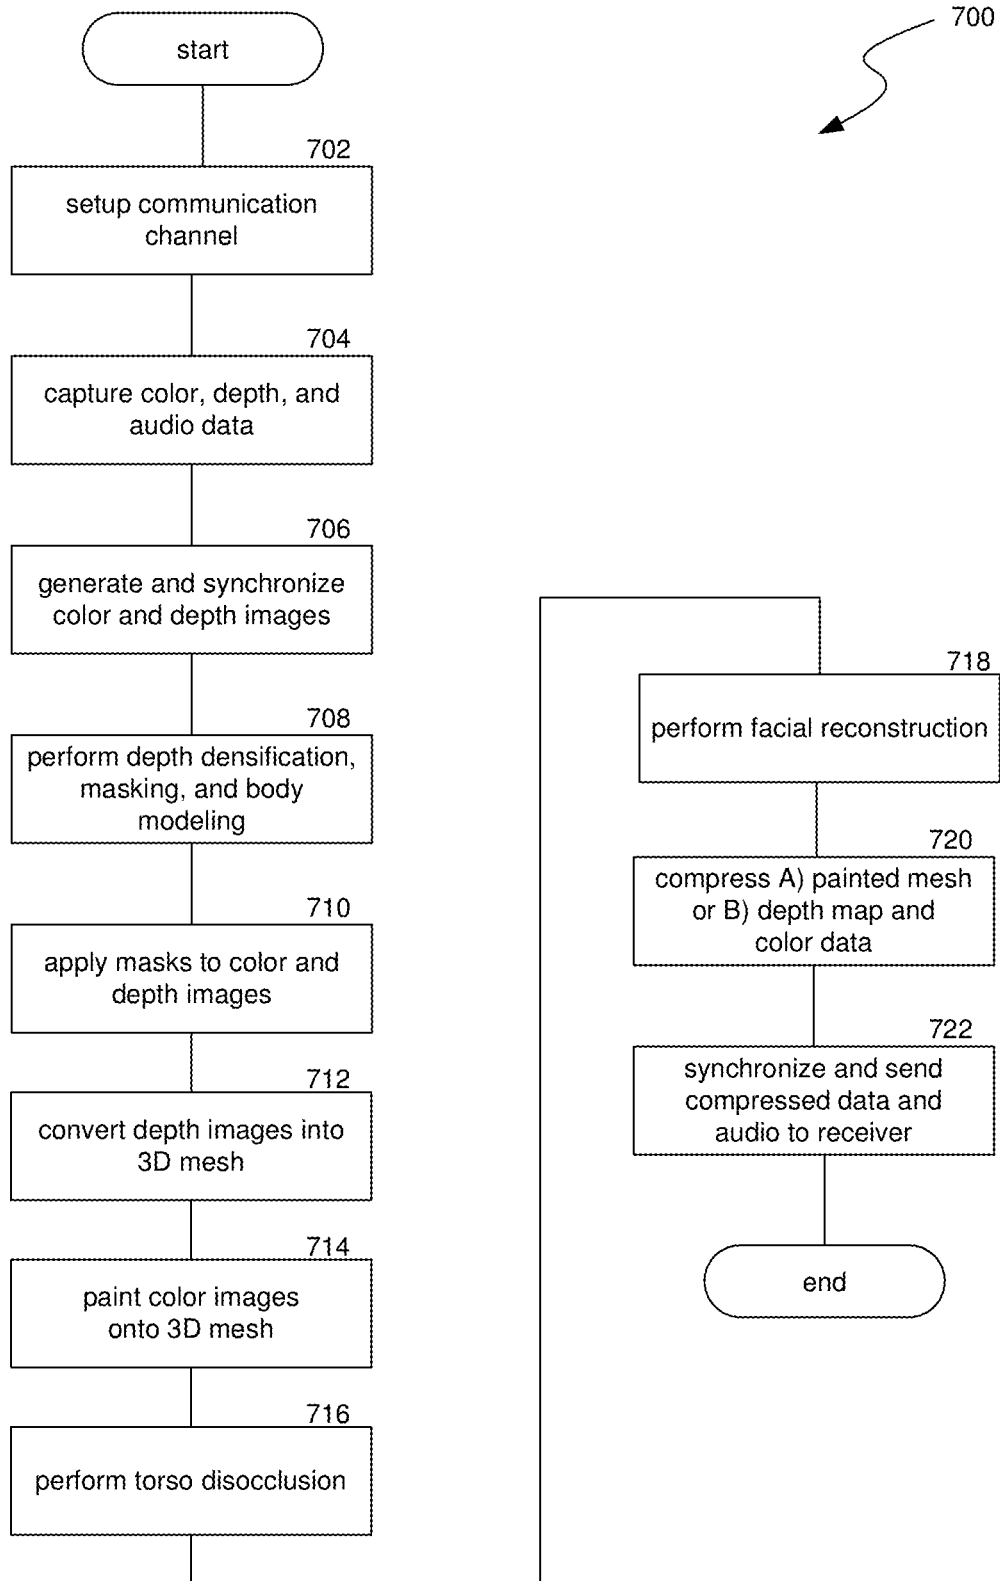 700
start
702
setup communication
channel
704
capture color, depth, and
audio data
706
generate and synchronize
color and depth images
708
perform depth densification,
masking, and body
modeling
710
apply masks to color and
depth images
712
convert depth images into
3D mesh
714
paint color images
onto 3D mesh
716
perform torso disocclusion
718
perform facial reconstruction
720
compress A) painted mesh
or B) depth map and
color data
722
synchronize and send
compressed data and
audio to receiver
end